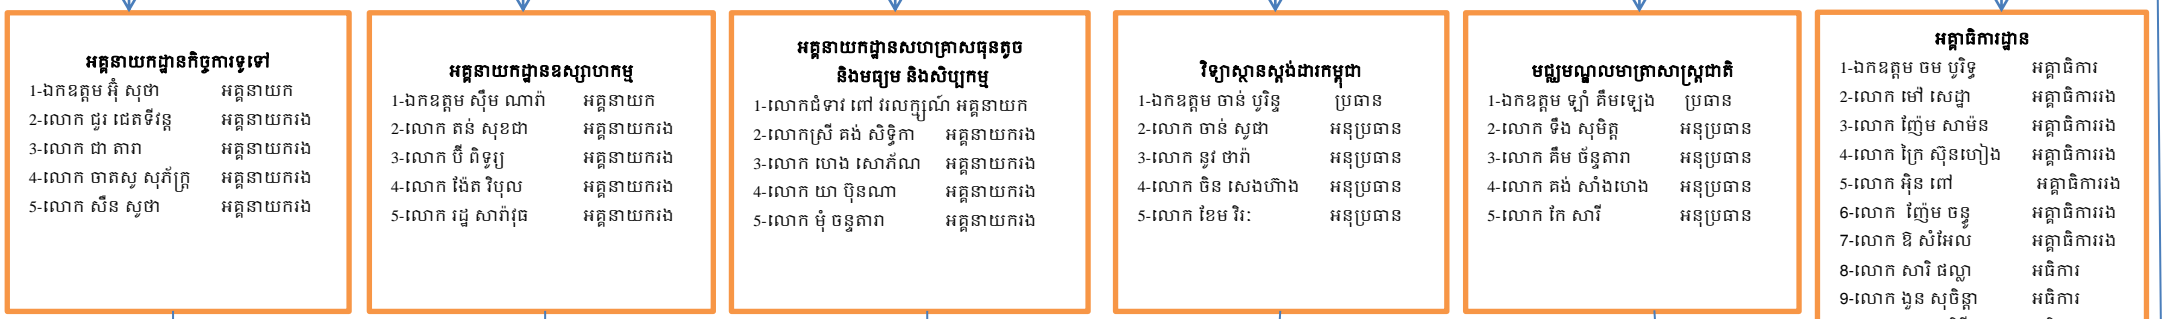 អគ្គនាយកដ្ឋានកិច្ចការទូទៅ
1-ឯកឧត្តម អ៊ុំ សុថា អគ្គនាយក
2-លោក ជួរ ជេតទីវន្ត អគ្គនាយករង
3-លោក ជា តារា អគ្គនាយករង
4-លោក ចាតសូ សុភ័ក្ត្រ អគ្គនាយករង
5-លោក សឺន សូថា អគ្គនាយករង
អគ្គនាយកដ្ឋានឧស្សាហកម្ម
1-ឯកឧត្តម ស៊ឹម ណារ៉ា អគ្គនាយក
2-លោក តន់ សុខជា អគ្គនាយករង
3-លោក ប៊ី ពិទូរ្យ អគ្គនាយករង
4-លោក ង៉ែត វិបុល អគ្គនាយករង
5-លោក រដ្ឋ សារ៉ាវុធ អគ្គនាយករង
អគ្គនាយកដ្ឋានសហគ្រាសធុនតូច
និងមធ្យម និងសិប្បកម្ម
1-លោកជំទាវ ពៅ វរលក្ស្មណ៍ អគ្គនាយក
2-លោកស្រី គង់ សិទ្ធិកា អគ្គនាយករង
3-លោក ហេង សោភ័ណ អគ្គនាយករង
4-លោក យា ប៊ុនណា អគ្គនាយករង
5-លោក មុំ ចន្ទតារា អគ្គនាយករង
វិទ្យាស្ថានស្តង់ដារកម្ពុជា
1-ឯកឧត្តម ចាន់ បូរិន្ទ ប្រធាន
2-លោក ចាន់ សូផា អនុប្រធាន
3-លោក នូវ ថារ៉ា អនុប្រធាន
4-លោក ចិន សេងហ៊ាង អនុប្រធាន
5-លោក ខែម វិរៈ អនុប្រធាន
មជ្ឈមណ្ឌលមាត្រាសាស្ត្រជាតិ
1-ឯកឧត្តម ឡាំ គឹមឡេង ប្រធាន
2-លោក ទឹង សុមិត្ត អនុប្រធាន
3-លោក គឹម ច័ន្ទតារា អនុប្រធាន
4-លោក គង់ សាំងហេង អនុប្រធាន
5-លោក កែ សារី អនុប្រធាន
អគ្គាធិការដ្ឋាន
1-ឯកឧត្តម ចម បូរិទ្ធ អគ្គាធិការ
2-លោក មៅ សេដ្ឋា អគ្គាធិការរង
3-លោក ញ៉ែម សាម៉ន អគ្គាធិការរង
4-លោក ក្រៃ ស៊ុនហៀង អគ្គាធិការរង
5-លោក អ៊ិន ពៅ អគ្គាធិការរង
6-លោក ញ៉ែម ចន្ធូ អគ្គាធិការរង
7-លោក ឱ សំអែល អគ្គាធិការរង
8-លោក សារិ ផល្លា អធិការ
9-លោក ងួន សុចិន្តា អធិការ